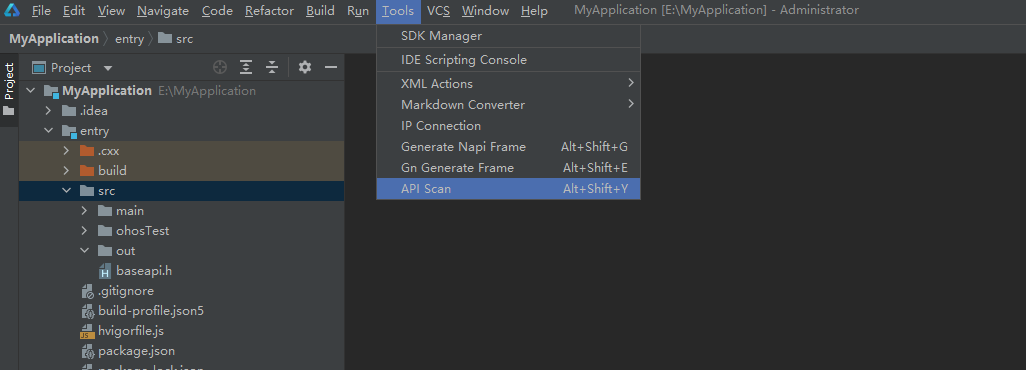 File Edit View Navigate Code Refactor Build Run Tools VCS Window Help MyApplication [E:\MyApplication] - Administrator
MyApplication entry src
SDK Manager
IDE Scripting Console
XML Actions
Markdown Converter
IP Connection
Generate Napi Frame Alt+Shift+G
Gn Generate Frame Alt+Shift+E
API Scan Alt+Shift+Y
Project
Project
MyApplication E:\MyApplication
.idea
entry
.cxx
build
src
main
ohosTest
out
baseapi.h
.gitignore
build-profile.json5
hvigorfile.js
package.json
package-lock.json